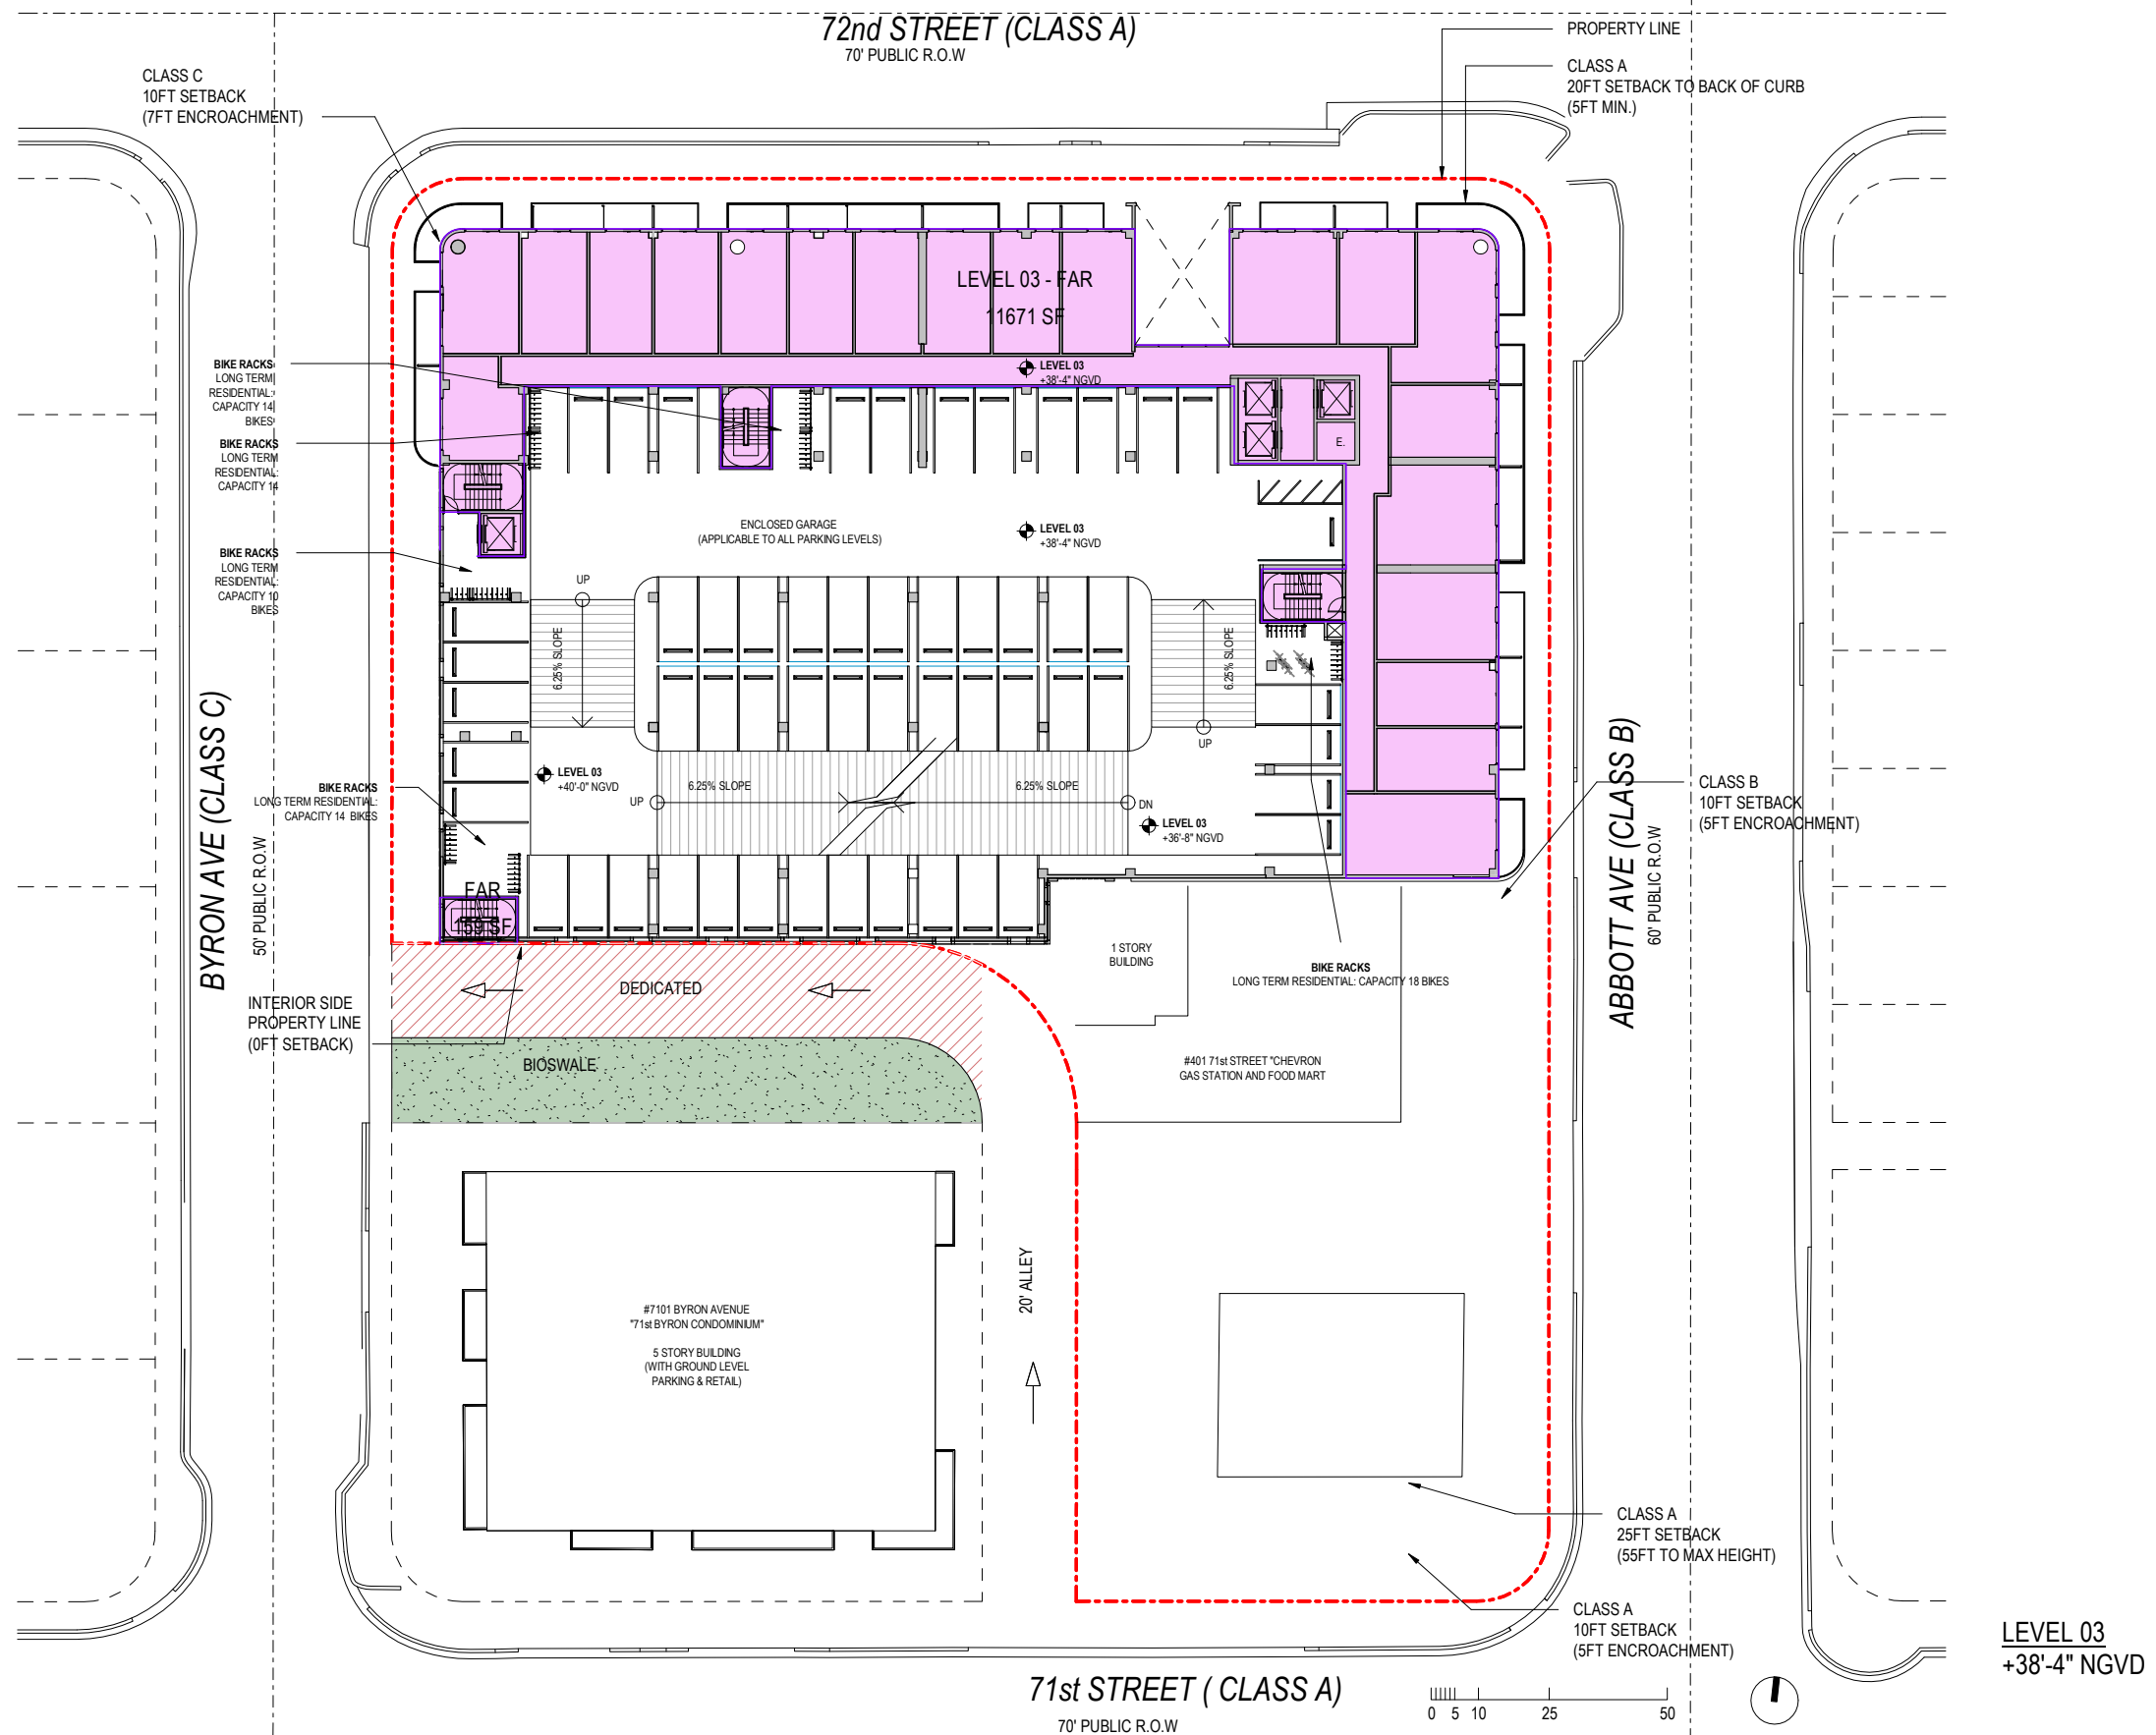 72nd STREET (CLASS A)
70' PUBLIC R.O.W
PROPERTY LINE
CLASS A
20FT SETBACK TO BACK OF CURB
(5FT MIN.)
CLASS C
10FT SETBACK
(7FT ENCROACHMENT)
LEVEL 03 - FAR
11671 SF
BIKE RACKS
LONG TERM
RESIDENTIAL:
CAPACITY 14
BIKES
LEVEL 03
+38'-4" NGVD
BIKE RACKS
LONG TERM
RESIDENTIAL:
CAPACITY 14
E.
ENCLOSED GARAGE
(APPLICABLE TO ALL PARKING LEVELS)
LEVEL 03
+38'-4" NGVD
BIKE RACKS
LONG TERM
RESIDENTIAL:
CAPACITY 10
BIKES
UP
6.25% SLOPE
6.25% SLOPE
UP
BYRON AVE (CLASS C)
50' PUBLIC R.O.W
ABBOTT AVE (CLASS B)
60' PUBLIC R.O.W
LEVEL 03
+40'-0" NGVD
UP
6.25% SLOPE
6.25% SLOPE
DN
LEVEL 03
+36'-8" NGVD
BIKE RACKS
LONG TERM RESIDENTIAL:
CAPACITY 14 BIKES
CLASS B
10FT SETBACK
(5FT ENCROACHMENT)
FAR
159 SF
1 STORY
BUILDING
BIKE RACKS
LONG TERM RESIDENTIAL: CAPACITY 18 BIKES
DEDICATED
INTERIOR SIDE
PROPERTY LINE
(0FT SETBACK)
BIOSWALE
#401 71st STREET "CHEVRON
GAS STATION AND FOOD MART
20' ALLEY
#7101 BYRON AVENUE
"71st BYRON CONDOMINIUM"
5 STORY BUILDING
(WITH GROUND LEVEL
PARKING & RETAIL)
CLASS A
25FT SETBACK
(55FT TO MAX HEIGHT)
CLASS A
10FT SETBACK
(5FT ENCROACHMENT)
LEVEL 03
+38'-4" NGVD
71st STREET ( CLASS A)
70' PUBLIC R.O.W
0 5 10 25 50